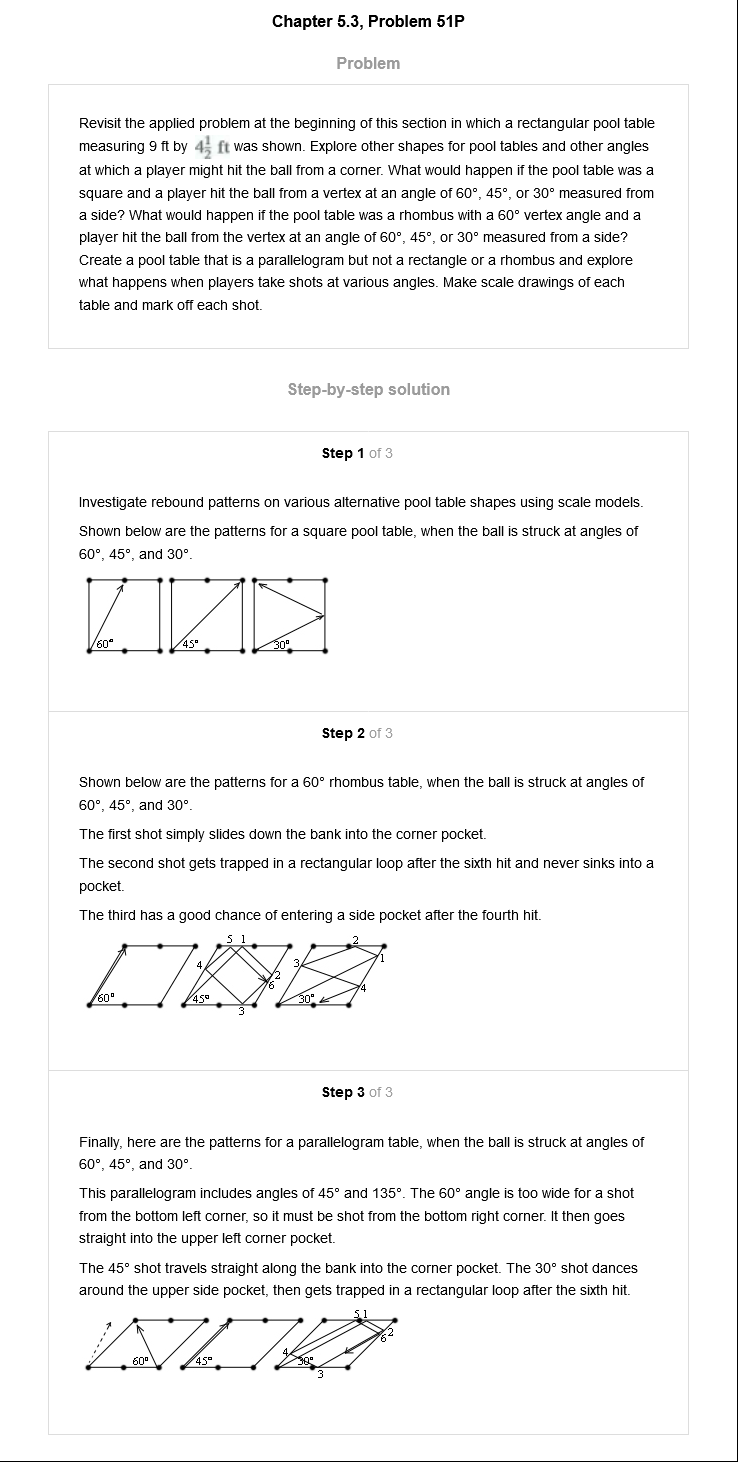 Chapter 5.3, Problem 51P
Problem
Revisit the applied problem at the beginning of this section in which a rectangular pool table
measuring 9 ft by 4½ ft was shown. Explore other shapes for pool tables and other angles
at which a player might hit the ball from a corner. What would happen if the pool table was a
square and a player hit the ball from a vertex at an angle of 60°, 45°, or 30° measured from
a side? What would happen if the pool table was a rhombus with a 60° vertex angle and a
player hit the ball from the vertex at an angle of 60°, 45°, or 30° measured from a side?
Create a pool table that is a parallelogram but not a rectangle or a rhombus and explore
what happens when players take shots at various angles. Make scale drawings of each
table and mark off each shot.
Step-by-step solution
Step 1 of 3
Investigate rebound patterns on various alternative pool table shapes using scale models.
Shown below are the patterns for a square pool table, when the ball is struck at angles of
60°, 45°, and 30°.
60° 45° 30°
Step 2 of 3
Shown below are the patterns for a 60° rhombus table, when the ball is struck at angles of
60°, 45°, and 30°.
The first shot simply slides down the bank into the corner pocket.
The second shot gets trapped in a rectangular loop after the sixth hit and never sinks into a
pocket.
The third has a good chance of entering a side pocket after the fourth hit.
5 1 2
4 3 1
2
6 4
60° 45° 30°
3
Step 3 of 3
Finally, here are the patterns for a parallelogram table, when the ball is struck at angles of
60°, 45°, and 30°.
This parallelogram includes angles of 45° and 135°. The 60° angle is too wide for a shot
from the bottom left corner, so it must be shot from the bottom right corner. It then goes
straight into the upper left corner pocket.
The 45° shot travels straight along the bank into the corner pocket. The 30° shot dances
around the upper side pocket, then gets trapped in a rectangular loop after the sixth hit.
5 1
6 2
4
60° 45° 30°
3